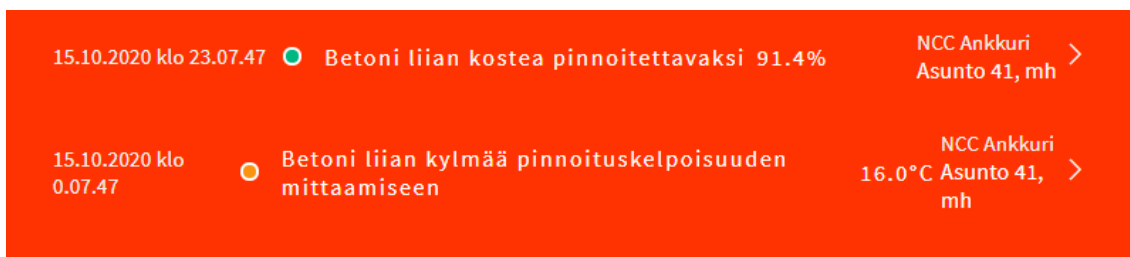 15.10.2020 klo 23.07.47 Betoni liian kostea pinnoitettavaksi 91.4% NCC Ankkuri
Asunto 41, mh
15.10.2020 klo
0.07.47
Betoni liian kylmää pinnoituskelpoisuuden
mittaamiseen
16.0°C
NCC Ankkuri
Asunto 41,
mh